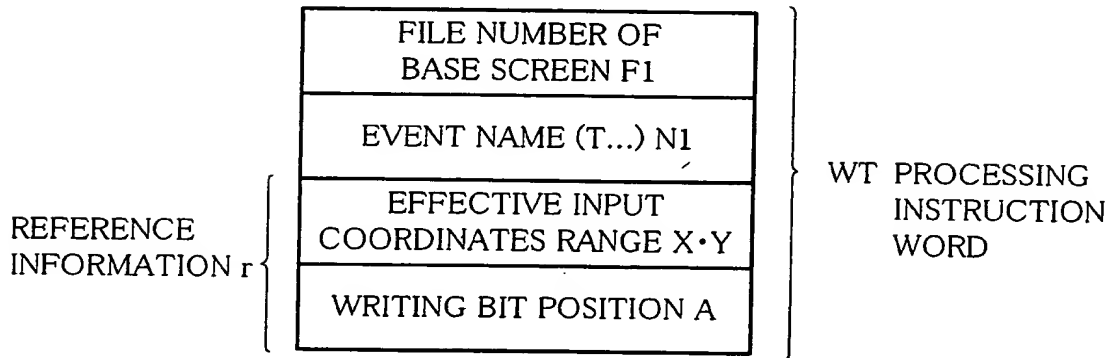 FILE NUMBER OF
BASE SCREEN F1
EVENT NAME (T...) N1
EFFECTIVE INPUT
COORDINATES RANGE X·Y
WRITING BIT POSITION A
REFERENCE
INFORMATION r
WT PROCESSING
INSTRUCTION
WORD